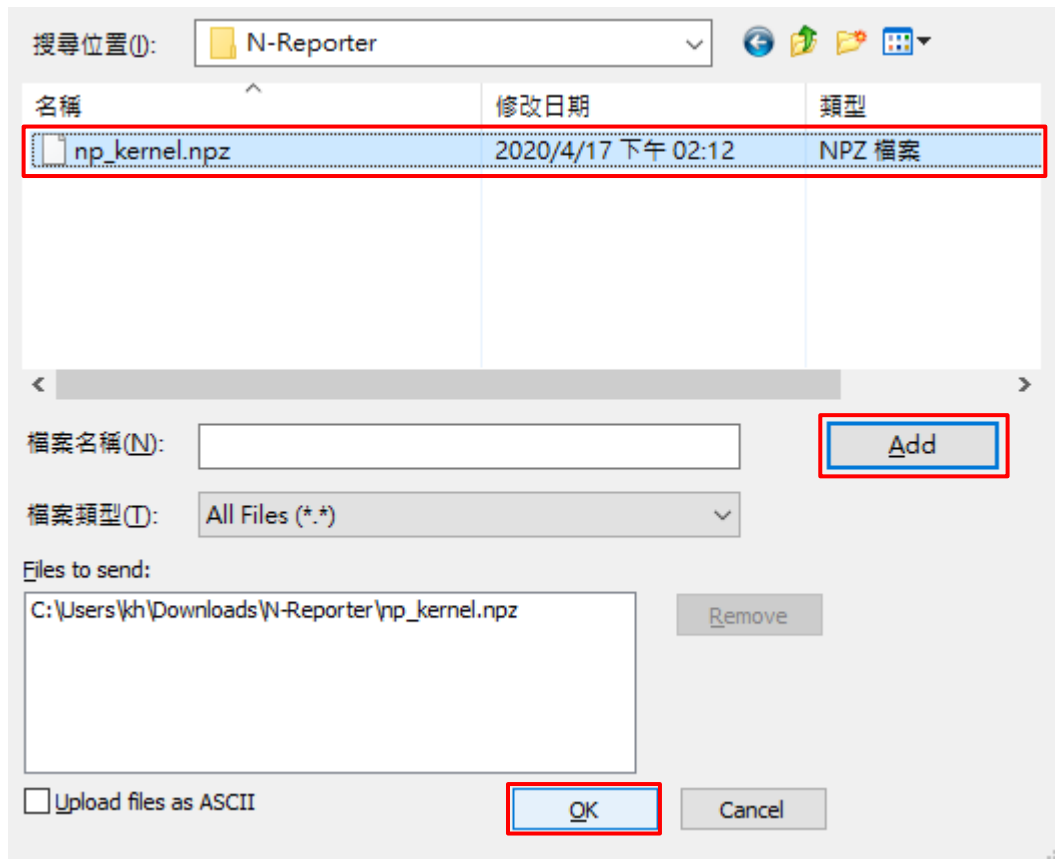 搜尋位置(I): N-Reporter
名稱 修改日期 類型
np_kernel.npz 2020/4/17 下午 02:12 NPZ 檔案
檔案名稱(N): Add
檔案類型(T): All Files (*.*)
Files to send:
C:\Users\kh\Downloads\N-Reporter\np_kernel.npz Remove
Upload files as ASCII OK Cancel